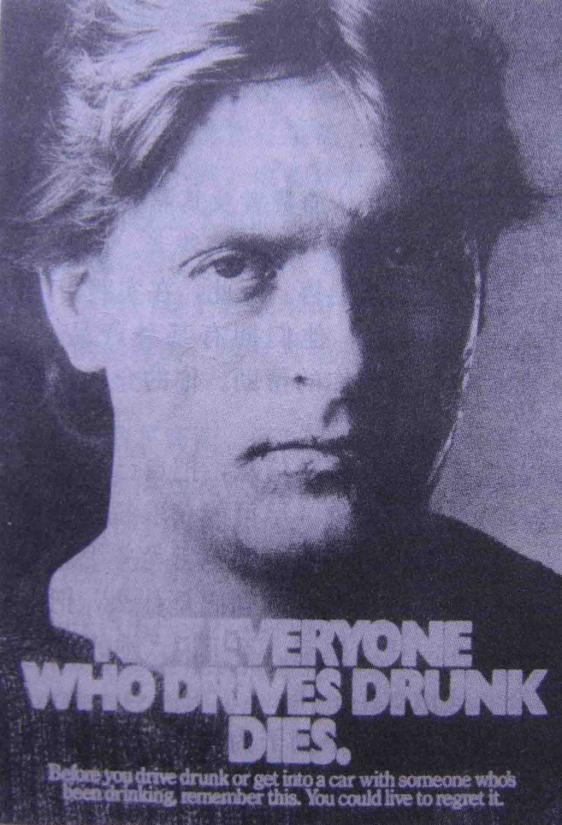 NOT EVERYONE
WHO DRIVES DRUNK
DIES.
Before you drive drunk or get into a car with someone who's
been drinking, remember this. You could live to regret it.